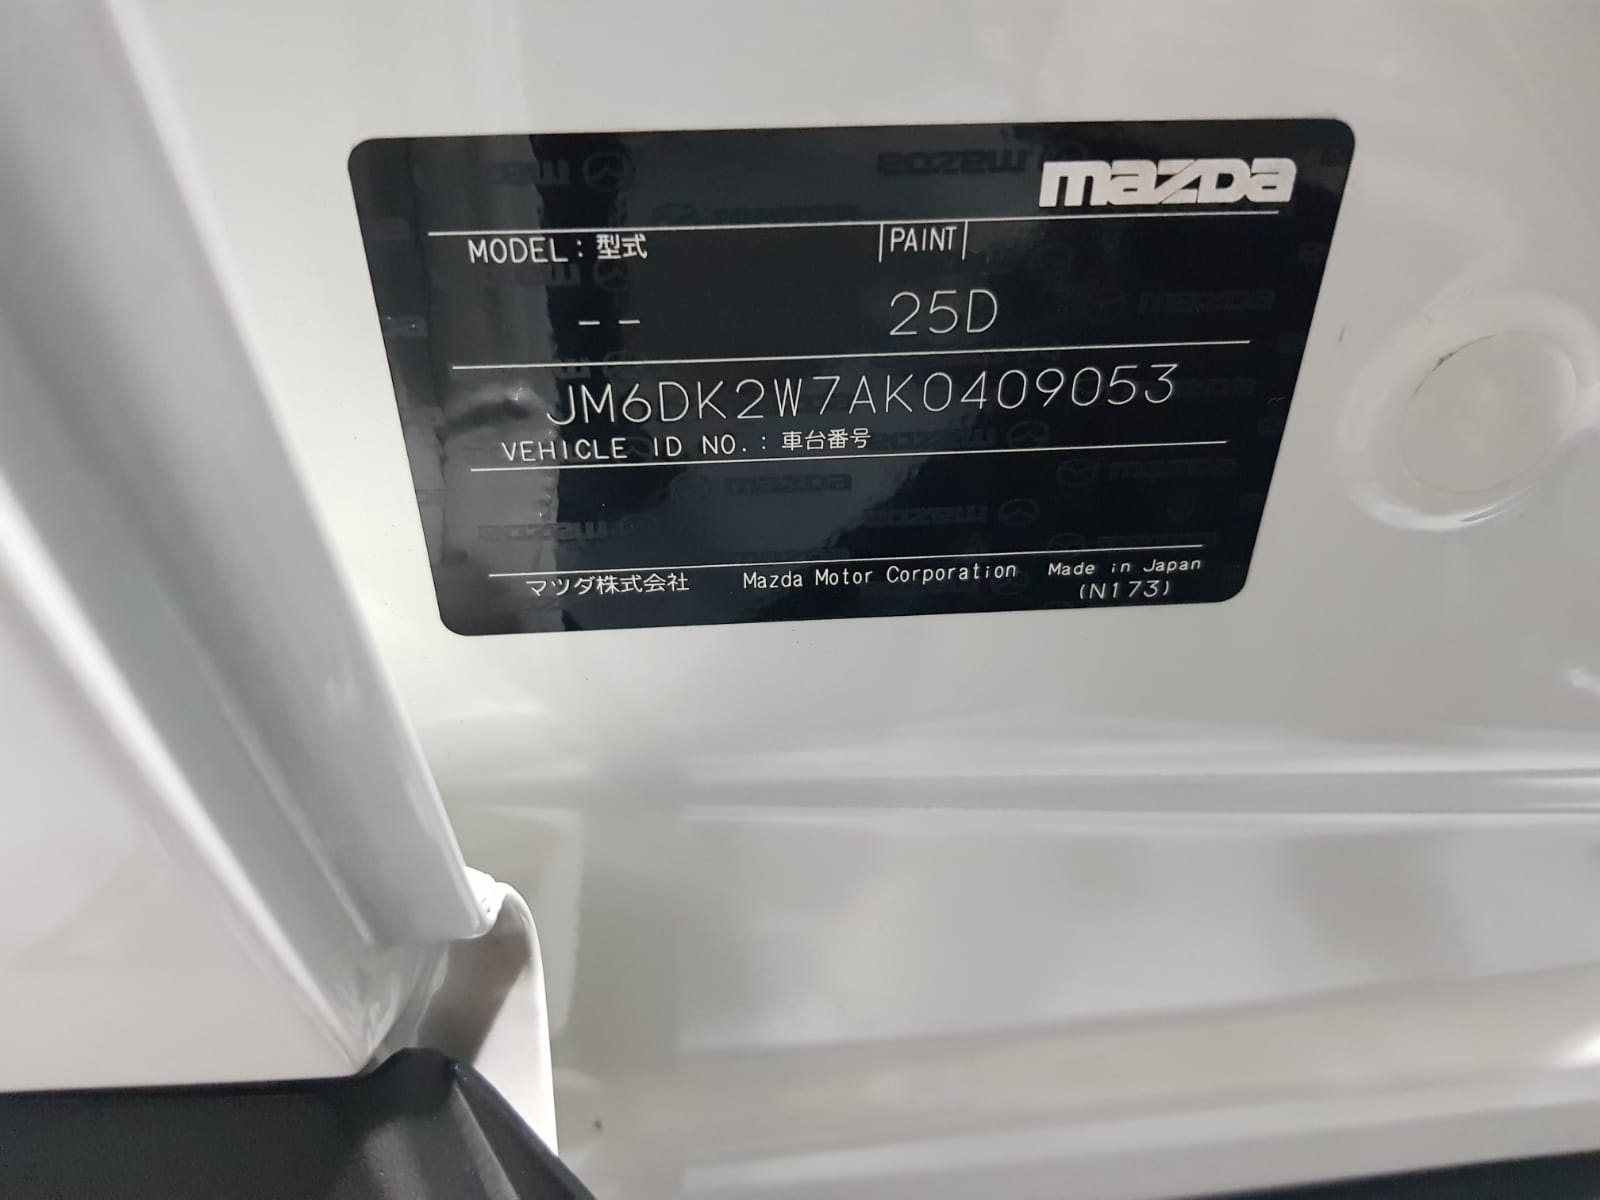 mazda
MODEL: 型式 PAINT
-- 25D
JM6DK2W7AK0409053
VEHICLE ID NO.: 車台番号
マツダ株式会社 Mazda Motor Corporation Made in Japan
(N173)